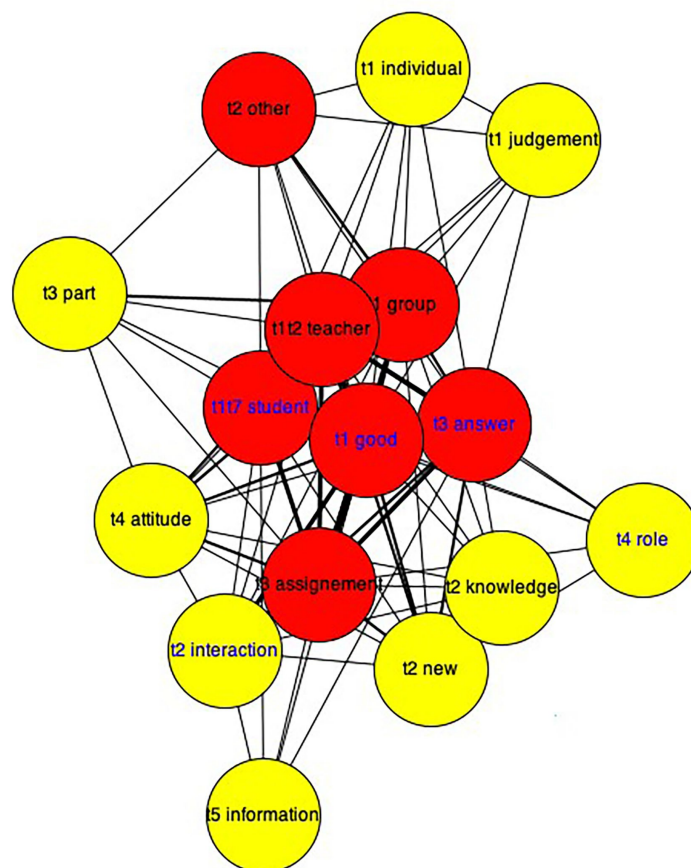 t1 individual
t2 other
t1 judgement
t3 part
1 group
t1t2 teacher
t1t7 student
t3 answer
t1 good
t4 attitude
t4 role
t3 assignement
t2 knowledge
t2 interaction
t2 new
t5 information